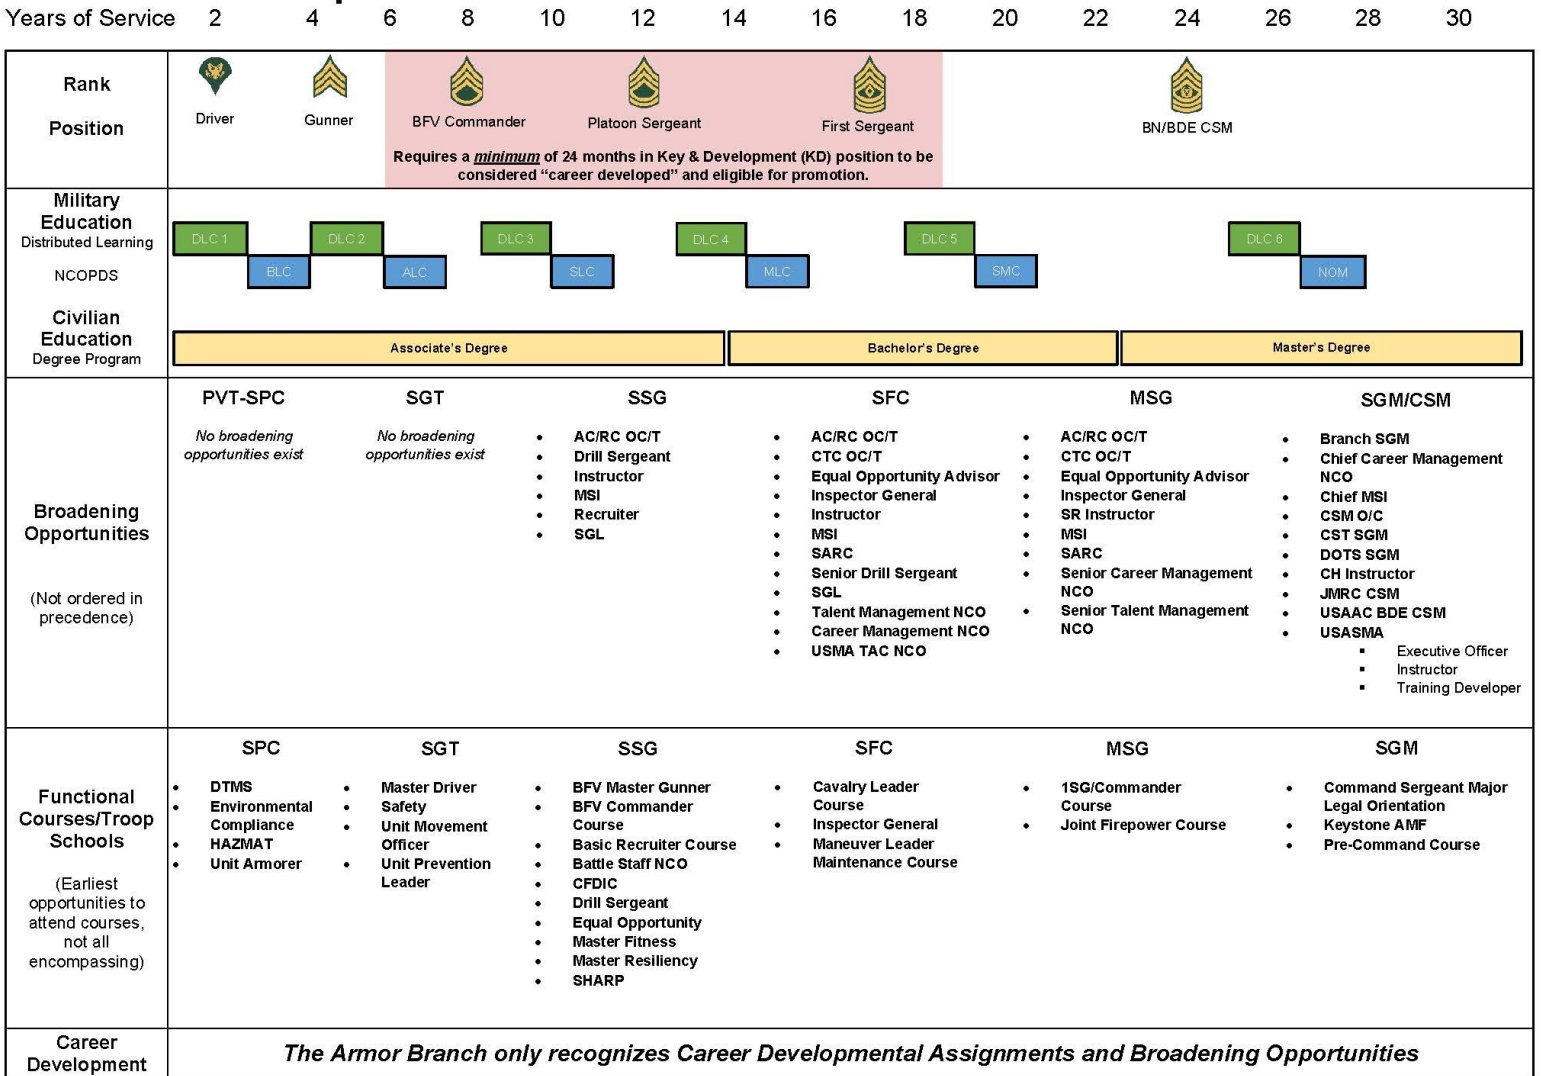 Years of Service 2 4 6 8 10 12 14 16 18 20 22 24 26 28 30
Rank
Position
Driver
Gunner
BFV Commander
Platoon Sergeant
First Sergeant
BN/BDE CSM
Requires a minimum of 24 months in Key & Development (KD) position to be
considered “career developed” and eligible for promotion.
Military
Education
Distributed Learning
NCOPDS
DLC 1
DLC 2
DLC 3
DLC 4
DLC 5
DLC 6
BLC
ALC
SLC
MLC
SMC
NOM
Civilian
Education
Degree Program
Associate's Degree
Bachelor's Degree
Master's Degree
Broadening
Opportunities
(Not ordered in
precedence)
PVT-SPC
No broadening
opportunities exist
SGT
No broadening
opportunities exist
SSG
• AC/RC OC/T
• Drill Sergeant
• Instructor
• MSI
• Recruiter
• SGL
SFC
• AC/RC OC/T
• CTC OC/T
• Equal Opportunity Advisor
• Inspector General
• Instructor
• MSI
• SARC
• Senior Drill Sergeant
• SGL
• Talent Management NCO
• Career Management NCO
• USMA TAC NCO
MSG
• AC/RC OC/T
• CTC OC/T
• Equal Opportunity Advisor
• Inspector General
• SR Instructor
• MSI
• SARC
• Senior Career Management
NCO
• Senior Talent Management
NCO
SGM/CSM
• Branch SGM
• Chief Career Management
NCO
• Chief MSI
• CSM O/C
• CST SGM
• DOTS SGM
• CH Instructor
• JMRC CSM
• USAAC BDE CSM
• USASMA
▪ Executive Officer
▪ Instructor
▪ Training Developer
Functional
Courses/Troop
Schools
(Earliest
opportunities to
attend courses,
not all
encompassing)
SPC
• DTMS
• Environmental
Compliance
• HAZMAT
• Unit Armorer
SGT
• Master Driver
• Safety
• Unit Movement
Officer
• Unit Prevention
Leader
SSG
• BFV Master Gunner
• BFV Commander
Course
• Basic Recruiter Course
• Battle Staff NCO
• CFDIC
• Drill Sergeant
• Equal Opportunity
• Master Fitness
• Master Resiliency
• SHARP
SFC
• Cavalry Leader
Course
• Inspector General
• Maneuver Leader
Maintenance Course
MSG
• 1SG/Commander
Course
• Joint Firepower Course
SGM
• Command Sergeant Major
Legal Orientation
• Keystone AMF
• Pre-Command Course
Career
Development
The Armor Branch only recognizes Career Developmental Assignments and Broadening Opportunities